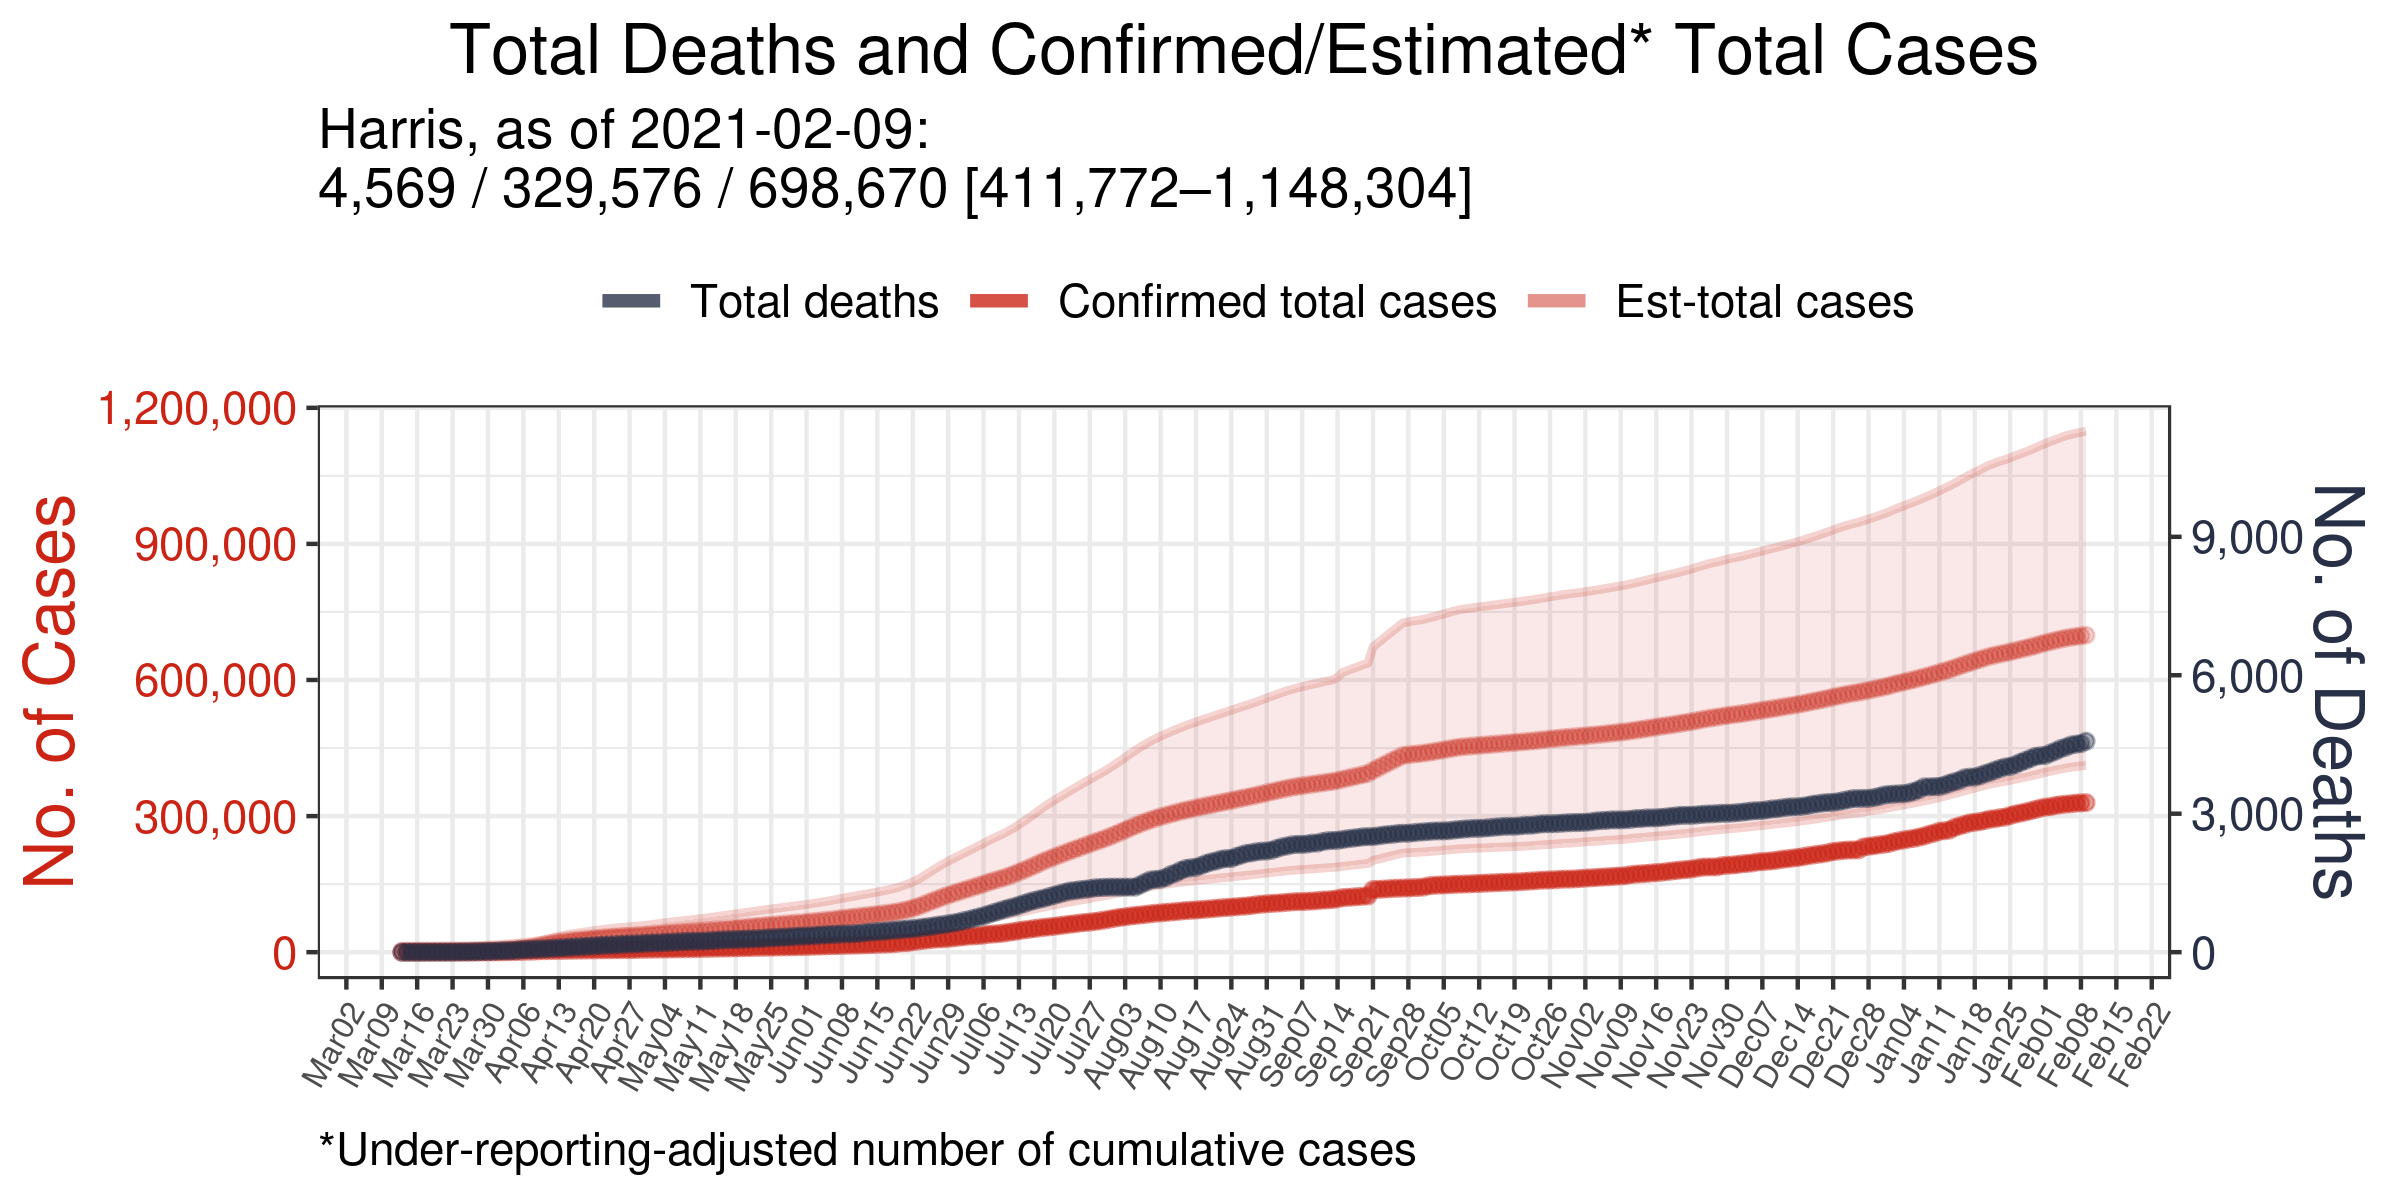 Total Deaths and Confirmed/Estimated* Total Cases
Harris, as of 2021-02-09:
4,569 / 329,576 / 698,670 [411,772–1,148,304]
Total deaths
Confirmed total cases
Est-total cases
No. of Cases
1,200,000
900,000
600,000
300,000
0
9,000
6,000
3,000
0
No. of Deaths
Mar02
Mar09
Mar16
Mar23
Mar30
Apr06
Apr13
Apr20
Apr27
May04
May11
May18
May25
Jun01
Jun08
Jun15
Jun22
Jun29
Jul06
Jul13
Jul20
Jul27
Aug03
Aug10
Aug17
Aug24
Aug31
Sep07
Sep14
Sep21
Sep28
Oct05
Oct12
Oct19
Oct26
Nov02
Nov09
Nov16
Nov23
Nov30
Dec07
Dec14
Dec21
Dec28
Jan04
Jan11
Jan18
Jan25
Feb01
Feb08
Feb15
Feb22
*Under-reporting-adjusted number of cumulative cases